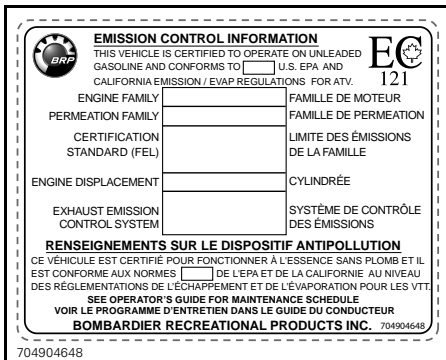 EMISSION CONTROL INFORMATION
BRP
THIS VEHICLE IS CERTIFIED TO OPERATE ON UNLEADED
GASOLINE AND CONFORMS TO U.S. EPA AND
CALIFORNIA EMISSION / EVAP REGULATIONS FOR ATV.
EC
121
ENGINE FAMILY FAMILLE DE MOTEUR
PERMEATION FAMILY FAMILLE DE PERMEATION
CERTIFICATION LIMITE DES ÉMISSIONS
STANDARD (FEL) DE LA FAMILLE
ENGINE DISPLACEMENT CYLINDRÉE
EXHAUST EMISSION SYSTÈME DE CONTRÔLE
CONTROL SYSTEM DES ÉMISSIONS
RENSEIGNEMENTS SUR LE DISPOSITIF ANTIPOLLUTION
CE VÉHICULE EST CERTIFIÉ POUR FONCTIONNER À L'ESSENCE SANS PLOMB ET IL
EST CONFORME AUX NORMES DE L'EPA ET DE LA CALIFORNIE AU NIVEAU
DES RÉGLEMENTATIONS DE L'ÉCHAPPEMENT ET DE L'ÉVAPORATION POUR LES VTT.
SEE OPERATOR'S GUIDE FOR MAINTENANCE SCHEDULE
VOIR LE PROGRAMME D'ENTRETIEN DANS LE GUIDE DU CONDUCTEUR
BOMBARDIER RECREATIONAL PRODUCTS INC. 704904648
704904648